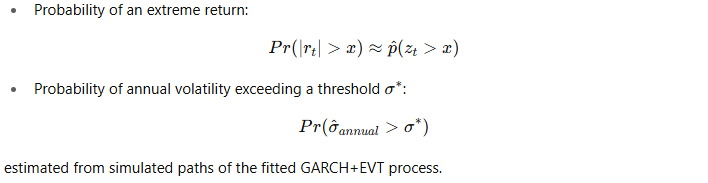 • Probability of an extreme return:
Pr(|r_t| > x) ≈ p̂(z_t > x)
• Probability of annual volatility exceeding a threshold σ*:
Pr(σ̂_annual > σ*)
estimated from simulated paths of the fitted GARCH+EVT process.